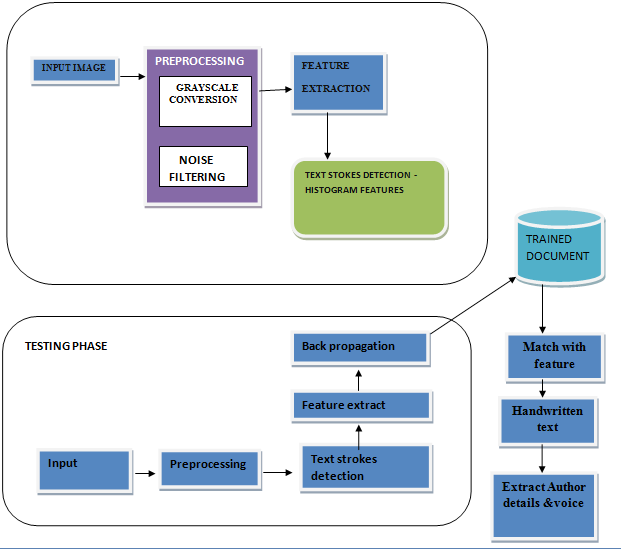 INPUT IMAGE
PREPROCESSING
GRAYSCALE
CONVERSION
NOISE
FILTERING
FEATURE
EXTRACTION
TEXT STOKES DETECTION -
HISTOGRAM FEATURES
TRAINED
DOCUMENT
TESTING PHASE
Back propagation
Feature extract
Input
Preprocessing
Text strokes
detection
Match with
feature
Handwritten
text
Extract Author
details &voice